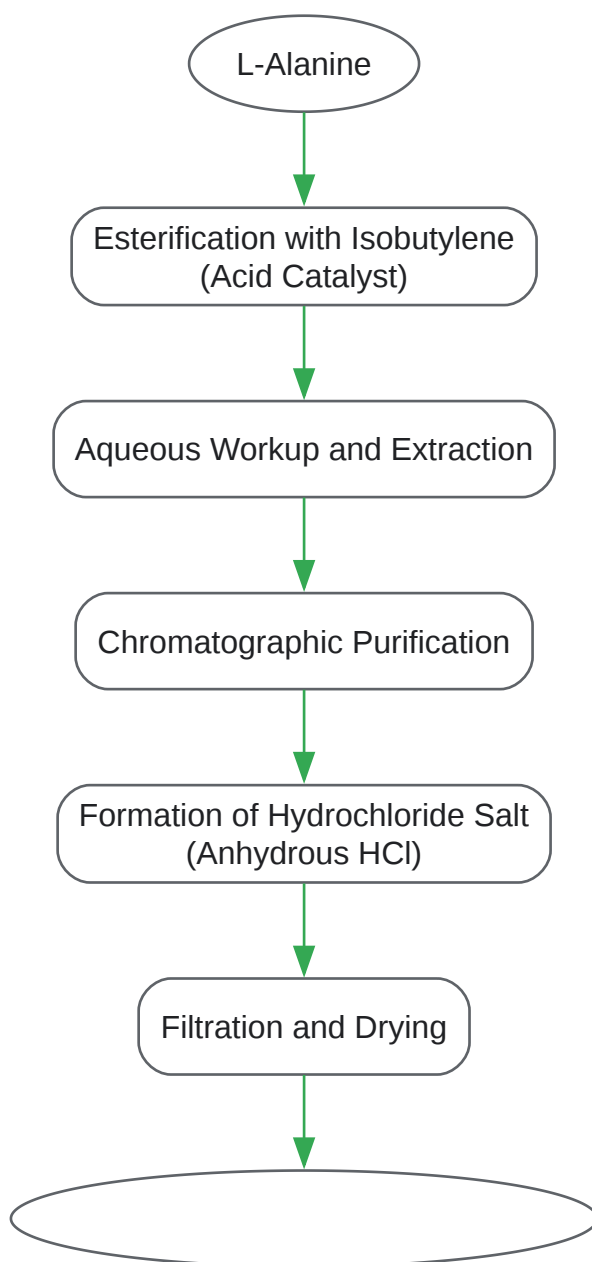 L-Alanine
Esterification with Isobutylene
(Acid Catalyst)
Aqueous Workup and Extraction
Chromatographic Purification
Formation of Hydrochloride Salt
(Anhydrous HCl)
Filtration and Drying